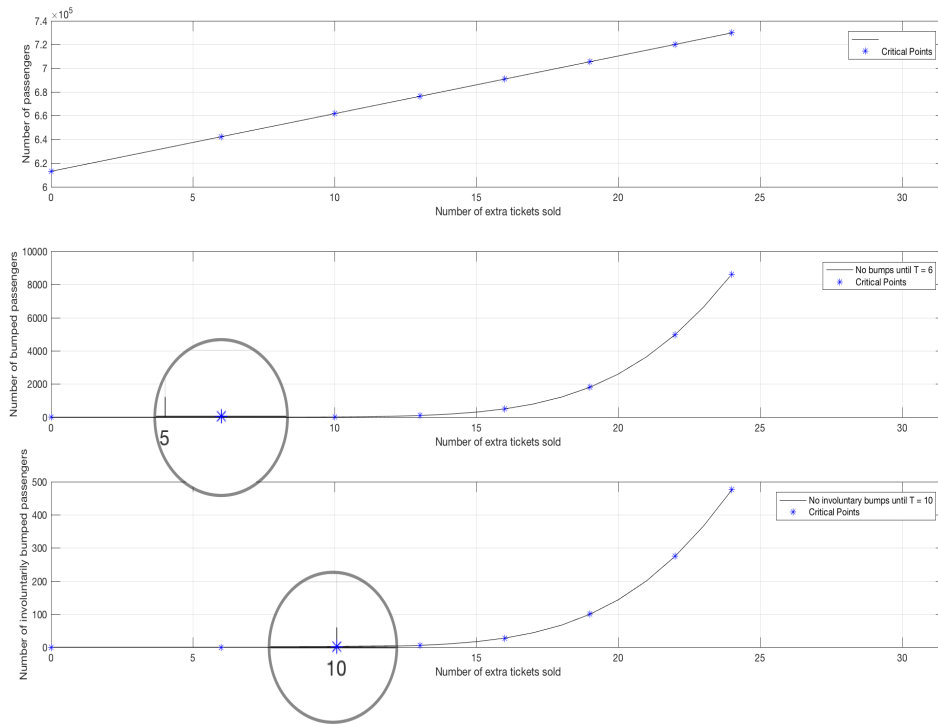 ×10⁵
7.4
7.2
7
6.8
6.6
6.4
6.2
6
Number of passengers
0 5 10 15 20 25 30
Number of extra tickets sold
Critical Points
10000
8000
6000
4000
2000
0
Number of bumped passengers
0 5 10 15 20 25 30
Number of extra tickets sold
No bumps until T = 6
Critical Points
500
400
300
200
100
0
Number of involuntarily bumped passengers
0 5 10 15 20 25 30
Number of extra tickets sold
No involuntary bumps until T = 10
Critical Points